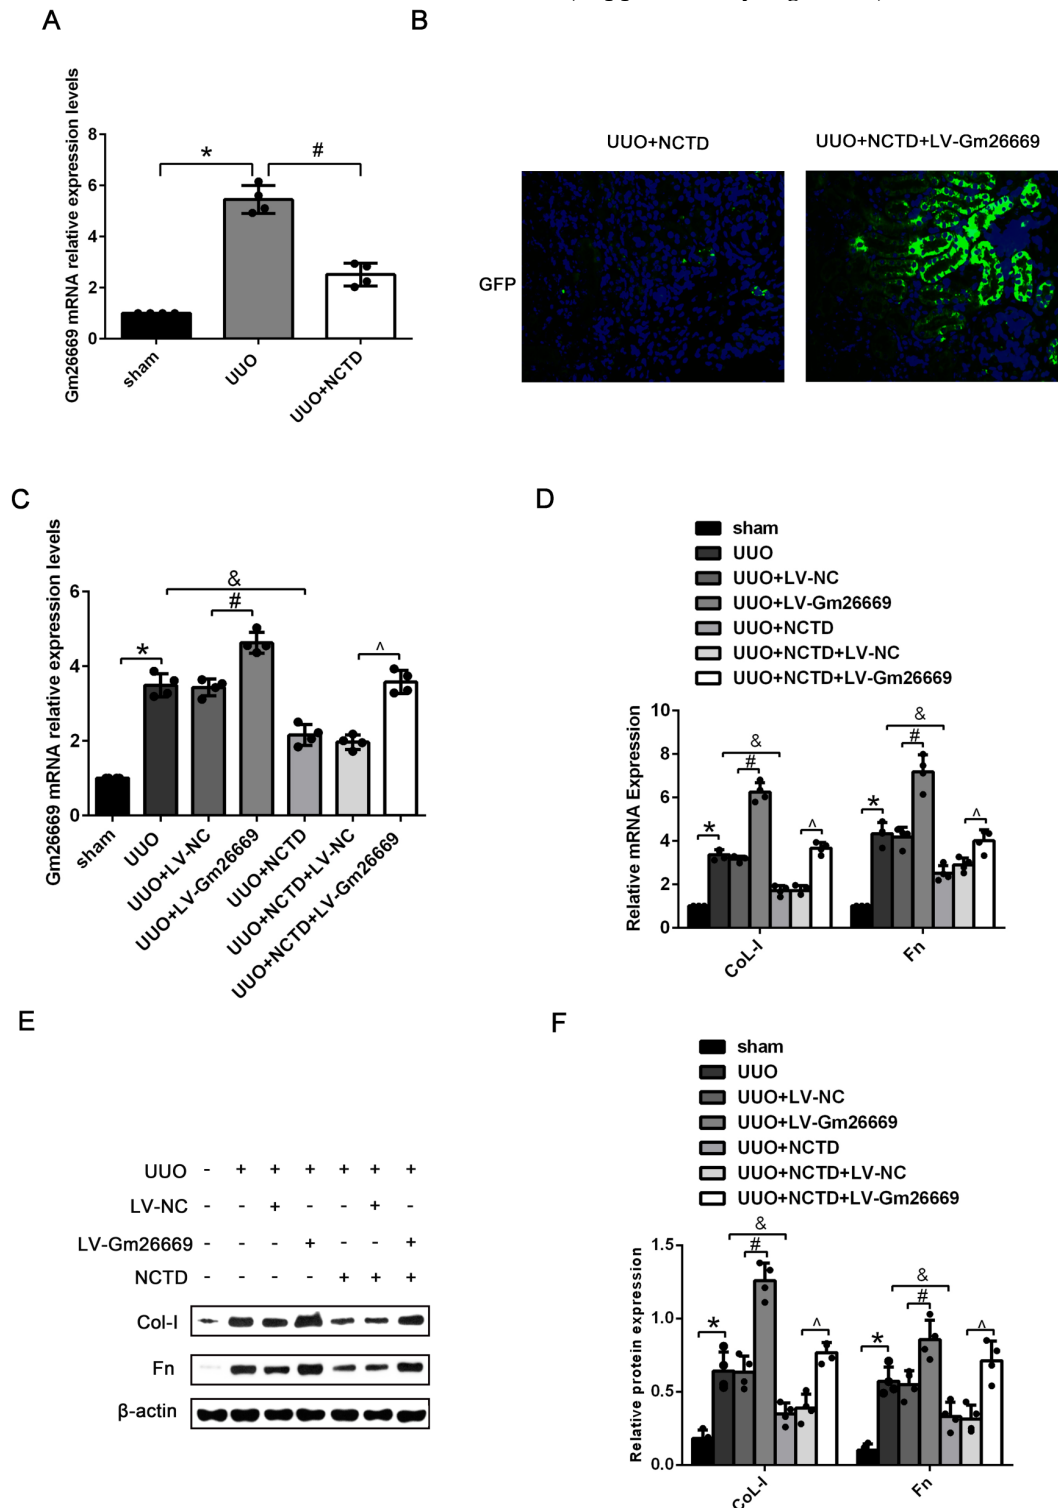 A
B
Gm26669 mRNA relative expression levels
8
6
4
2
0
*
#
sham
UUO
UUO+NCTD
UUO+NCTD
UUO+NCTD+LV-Gm26669
GFP
C
Gm26669 mRNA relative expression levels
6
4
2
0
*
&
#
^
sham
UUO
UUO+LV-NC
UUO+LV-Gm26669
UUO+NCTD
UUO+NCTD+LV-NC
UUO+NCTD+LV-Gm26669
D
sham
UUO
UUO+LV-NC
UUO+LV-Gm26669
UUO+NCTD
UUO+NCTD+LV-NC
UUO+NCTD+LV-Gm26669
Relative mRNA Expression
10
8
6
4
2
0
*
&
#
^
*
&
#
^
CoL-I
Fn
E
UUO - + + + + + +
LV-NC - - + - - + -
LV-Gm26669 - - - + - - +
NCTD - - - - + + +
Col-I
Fn
β-actin
F
sham
UUO
UUO+LV-NC
UUO+LV-Gm26669
UUO+NCTD
UUO+NCTD+LV-NC
UUO+NCTD+LV-Gm26669
Relative protein expression
1.5
1.0
0.5
0.0
*
&
#
^
*
&
#
^
CoL-I
Fn